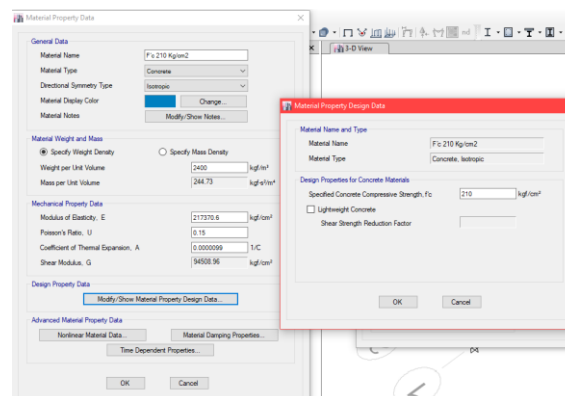 Material Property Data
General Data
Material Name F'c 210 Kg/cm2
Material Type Concrete
Directional Symmetry Type Isotropic
Material Display Color Change...
Material Notes Modify/Show Notes...
Material Weight and Mass
Specify Weight Density Specify Mass Density
Weight per Unit Volume 2400 kgf/m³
Mass per Unit Volume 244.73 kgf-s²/m⁴
Mechanical Property Data
Modulus of Elasticity, E 217370.6 kgf/cm²
Poisson's Ratio, U 0.15
Coefficient of Thermal Expansion, A 0.0000099 1/C
Shear Modulus, G 94508.96 kgf/cm²
Design Property Data
Modify/Show Material Property Design Data...
Advanced Material Property Data
Nonlinear Material Data... Material Damping Properties...
Time Dependent Properties...
OK Cancel
nd
3-D View
Material Property Design Data
Material Name and Type
Material Name F'c 210 Kg/cm2
Material Type Concrete, Isotropic
Design Properties for Concrete Materials
Specified Concrete Compressive Strength, f'c 210 kgf/cm²
Lightweight Concrete
Shear Strength Reduction Factor
OK Cancel